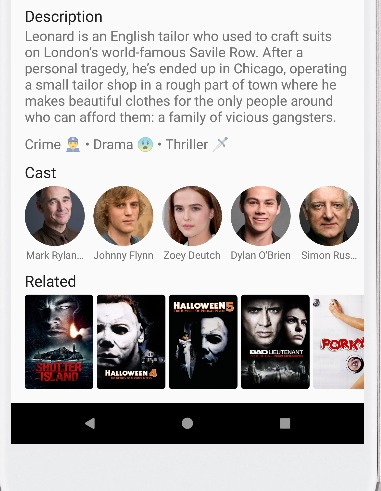 Description
Leonard is an English tailor who used to craft suits
on London's world-famous Savile Row. After a
personal tragedy, he's ended up in Chicago, operating
a small tailor shop in a rough part of town where he
makes beautiful clothes for the only people around
who can afford them: a family of vicious gangsters.
Crime 👮 • Drama 😰 • Thriller 🗡
Cast
Mark Rylan... Johnny Flynn Zoey Deutch Dylan O'Brien Simon Rus...
Related
SHUTTER
ISLAND
HALLOWEEN 4
HALLOWEEN 5
BAD LIEUTENANT
PORKY